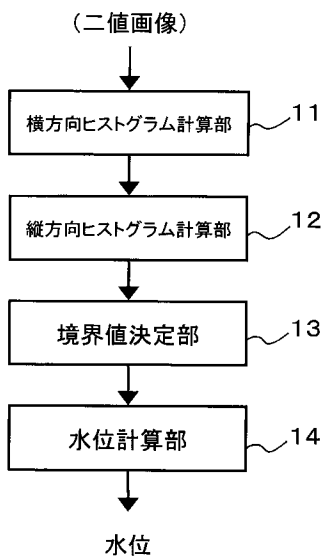 (二値画像)
横方向ヒストグラム計算部
11
縦方向ヒストグラム計算部
12
境界値決定部
13
水位計算部
14
水位